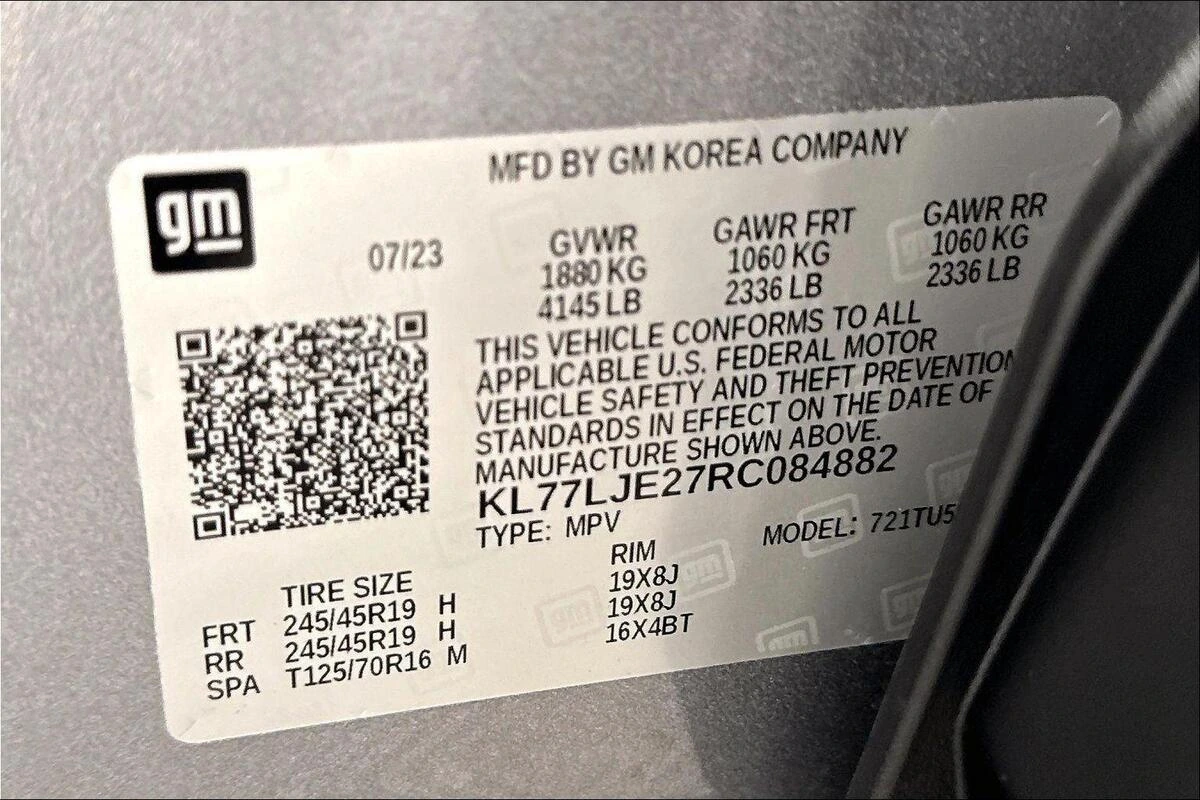 gm
MFD BY GM KOREA COMPANY
07/23
GVWR GAWR FRT GAWR RR
1880 KG 1060 KG 1060 KG
4145 LB 2336 LB 2336 LB
THIS VEHICLE CONFORMS TO ALL
APPLICABLE U.S. FEDERAL MOTOR
VEHICLE SAFETY AND THEFT PREVENTION
STANDARDS IN EFFECT ON THE DATE OF
MANUFACTURE SHOWN ABOVE.
KL77LJE27RC084882
TYPE: MPV MODEL: 721TU5
TIRE SIZE RIM
FRT 245/45R19 H 19X8J
RR 245/45R19 H 19X8J
SPA T125/70R16 M 16X4BT